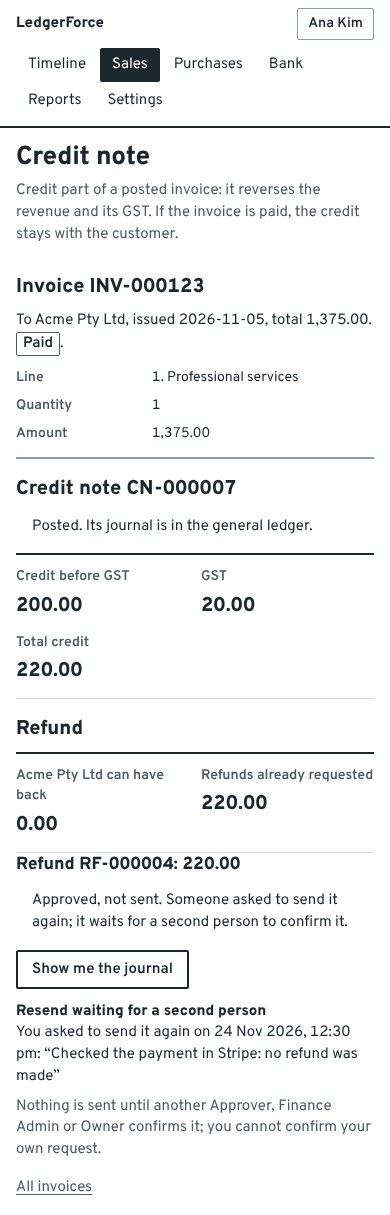 LedgerForce
Ana Kim
Timeline Sales Purchases Bank
Reports Settings
Credit note
Credit part of a posted invoice: it reverses the
revenue and its GST. If the invoice is paid, the credit
stays with the customer.
Invoice INV-000123
To Acme Pty Ltd, issued 2026-11-05, total 1,375.00.
Paid.
Line 1. Professional services
Quantity 1
Amount 1,375.00
Credit note CN-000007
Posted. Its journal is in the general ledger.
Credit before GST GST
200.00 20.00
Total credit
220.00
Refund
Acme Pty Ltd can have
back
0.00
Refunds already requested
220.00
Refund RF-000004: 220.00
Approved, not sent. Someone asked to send it
again; it waits for a second person to confirm it.
Show me the journal
Resend waiting for a second person
You asked to send it again on 24 Nov 2026, 12:30
pm: “Checked the payment in Stripe: no refund was
made”
Nothing is sent until another Approver, Finance
Admin or Owner confirms it; you cannot confirm your
own request.
All invoices